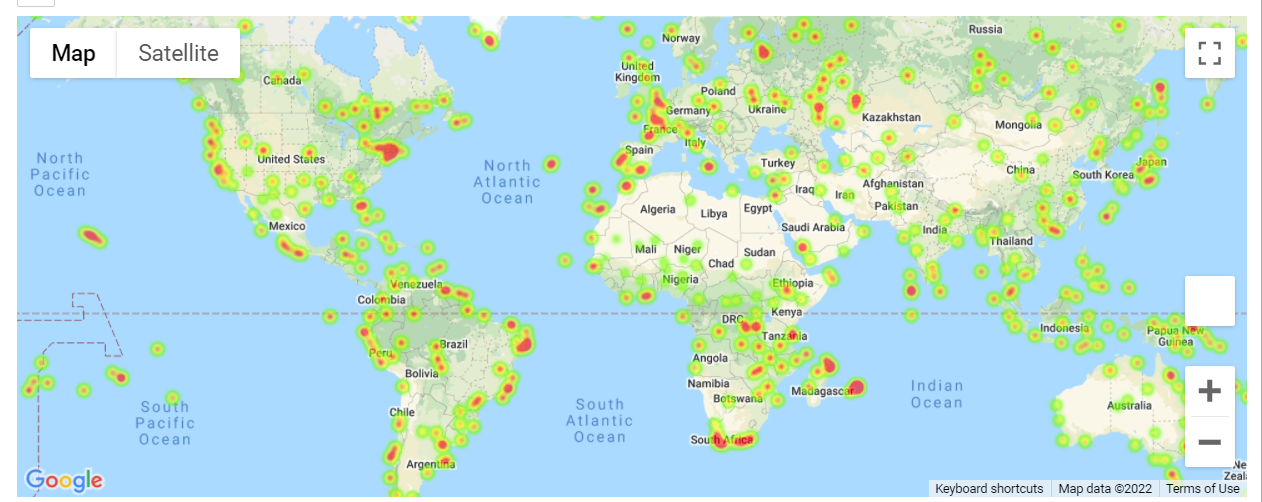 Map
Satellite
Norway
Russia
Canada
United
Kingdom
Poland
Germany
Ukraine
Kazakhstan
Mongolia
France
Italy
North
Pacific
Ocean
United States
Spain
Turkey
China
South Korea
Japan
North
Atlantic
Ocean
Iraq
Iran
Afghanistan
Pakistan
Algeria
Libya
Egypt
Saudi Arabia
India
Thailand
Mexico
Mali
Niger
Chad
Sudan
Nigeria
Ethiopia
Venezuela
Colombia
DRC
Kenya
Tanzania
Indonesia
Papua New
Guinea
Peru
Brazil
Bolivia
Angola
Namibia
Botswana
Madagascar
Indian
Ocean
Australia
South
Pacific
Ocean
Chile
South
Atlantic
Ocean
South Africa
Argentina
Ne
Zeal
Google
Keyboard shortcuts
Map data ©2022
Terms of Use